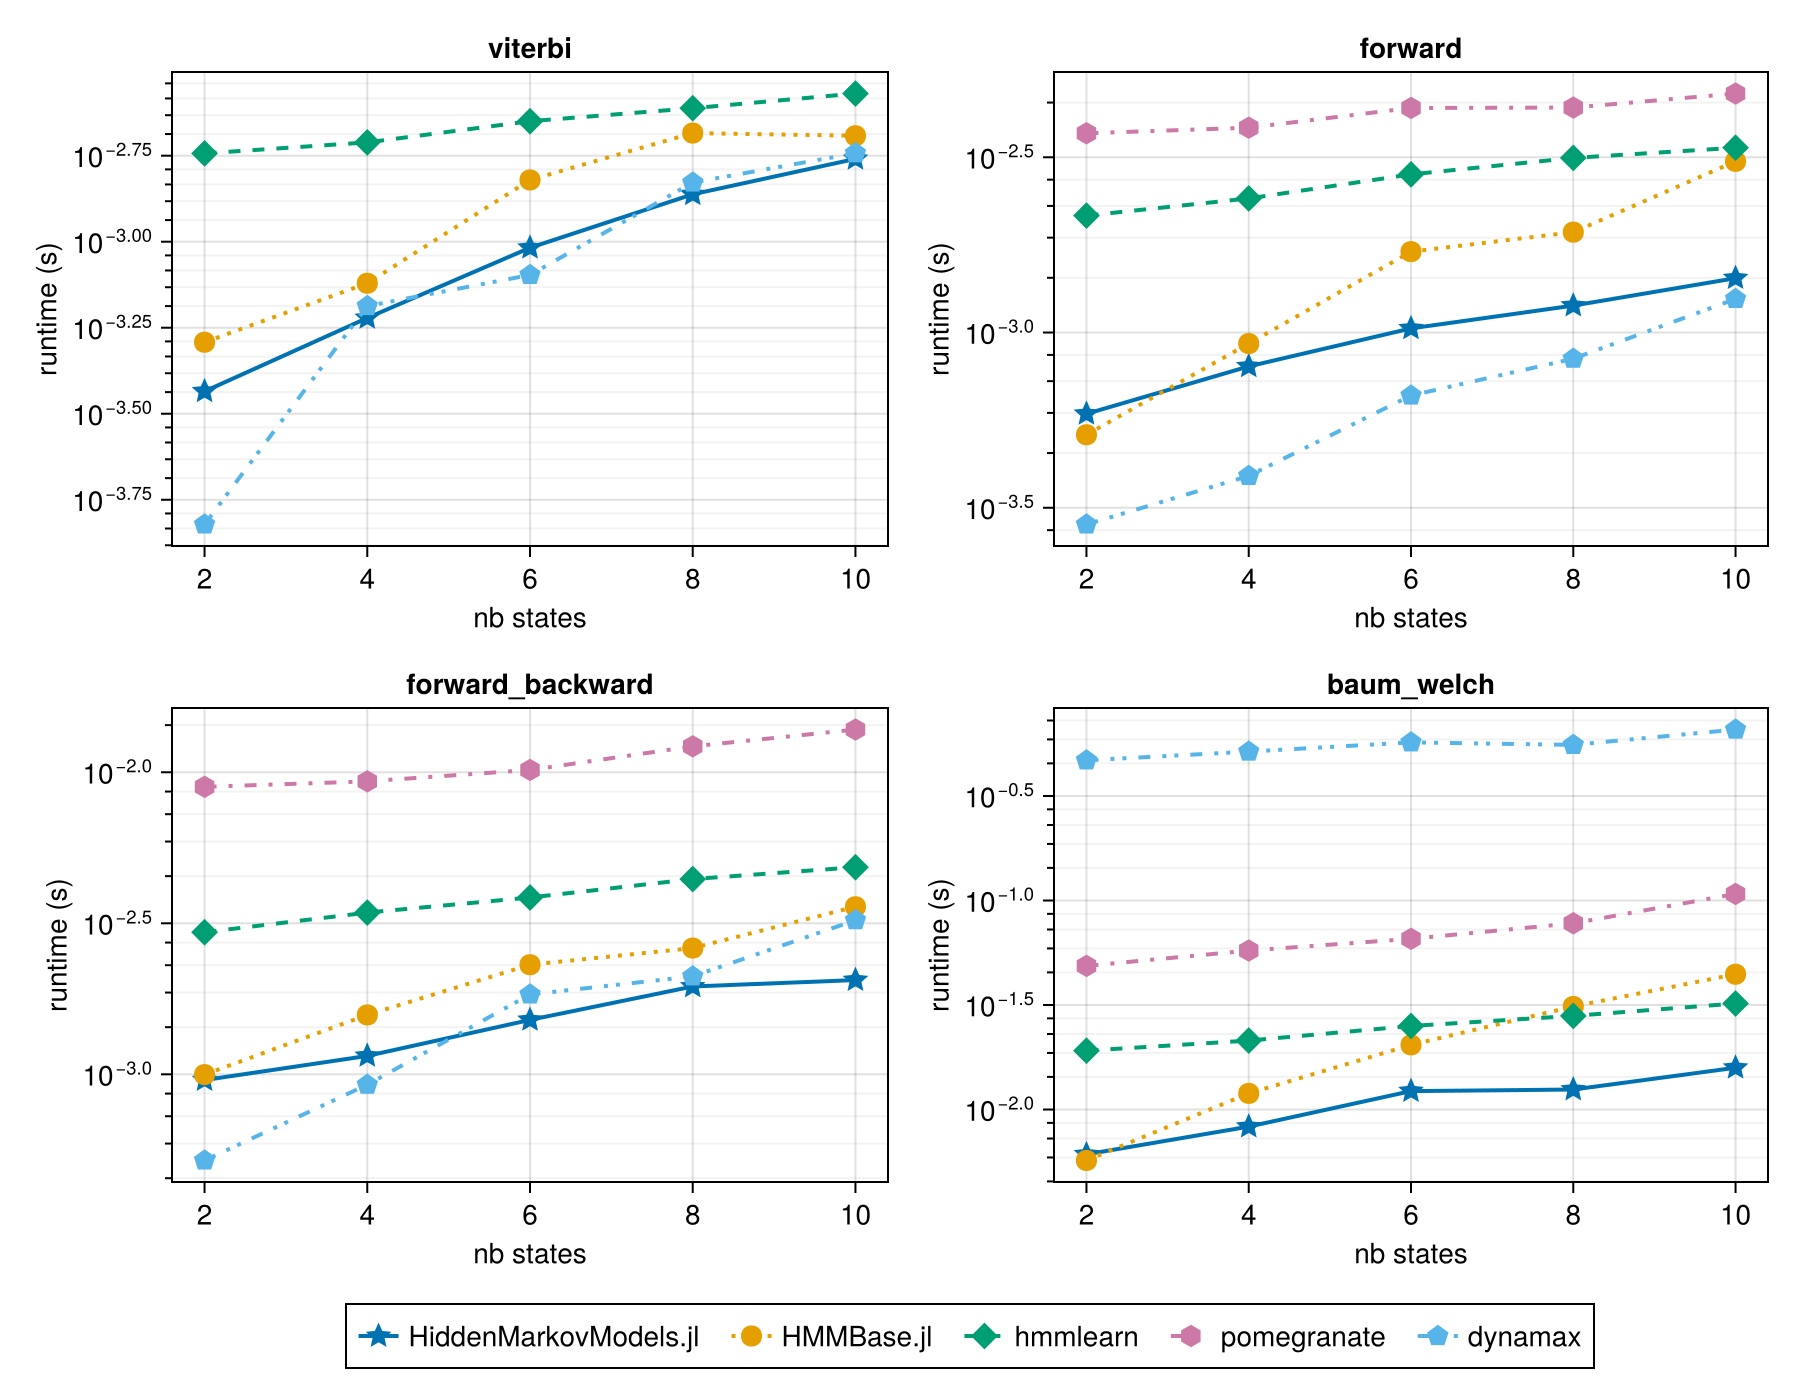 viterbi
10^−2.75
10^−3.00
10^−3.25
10^−3.50
10^−3.75
runtime (s)
2 4 6 8 10
nb states
forward
10^−2.5
10^−3.0
10^−3.5
runtime (s)
2 4 6 8 10
nb states
forward_backward
10^−2.0
10^−2.5
10^−3.0
runtime (s)
2 4 6 8 10
nb states
baum_welch
10^−0.5
10^−1.0
10^−1.5
10^−2.0
runtime (s)
2 4 6 8 10
nb states
HiddenMarkovModels.jl HMMBase.jl hmmlearn pomegranate dynamax